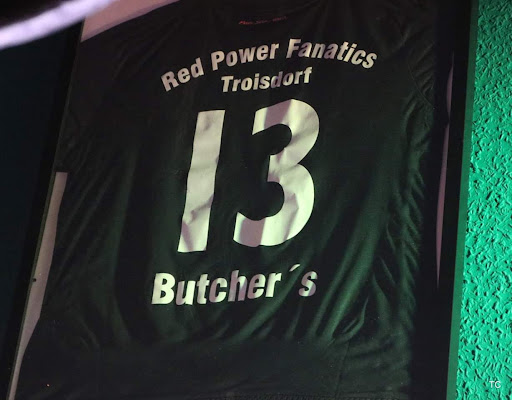 Red Power Fanatics
Troisdorf
13
Butcher´s
TC